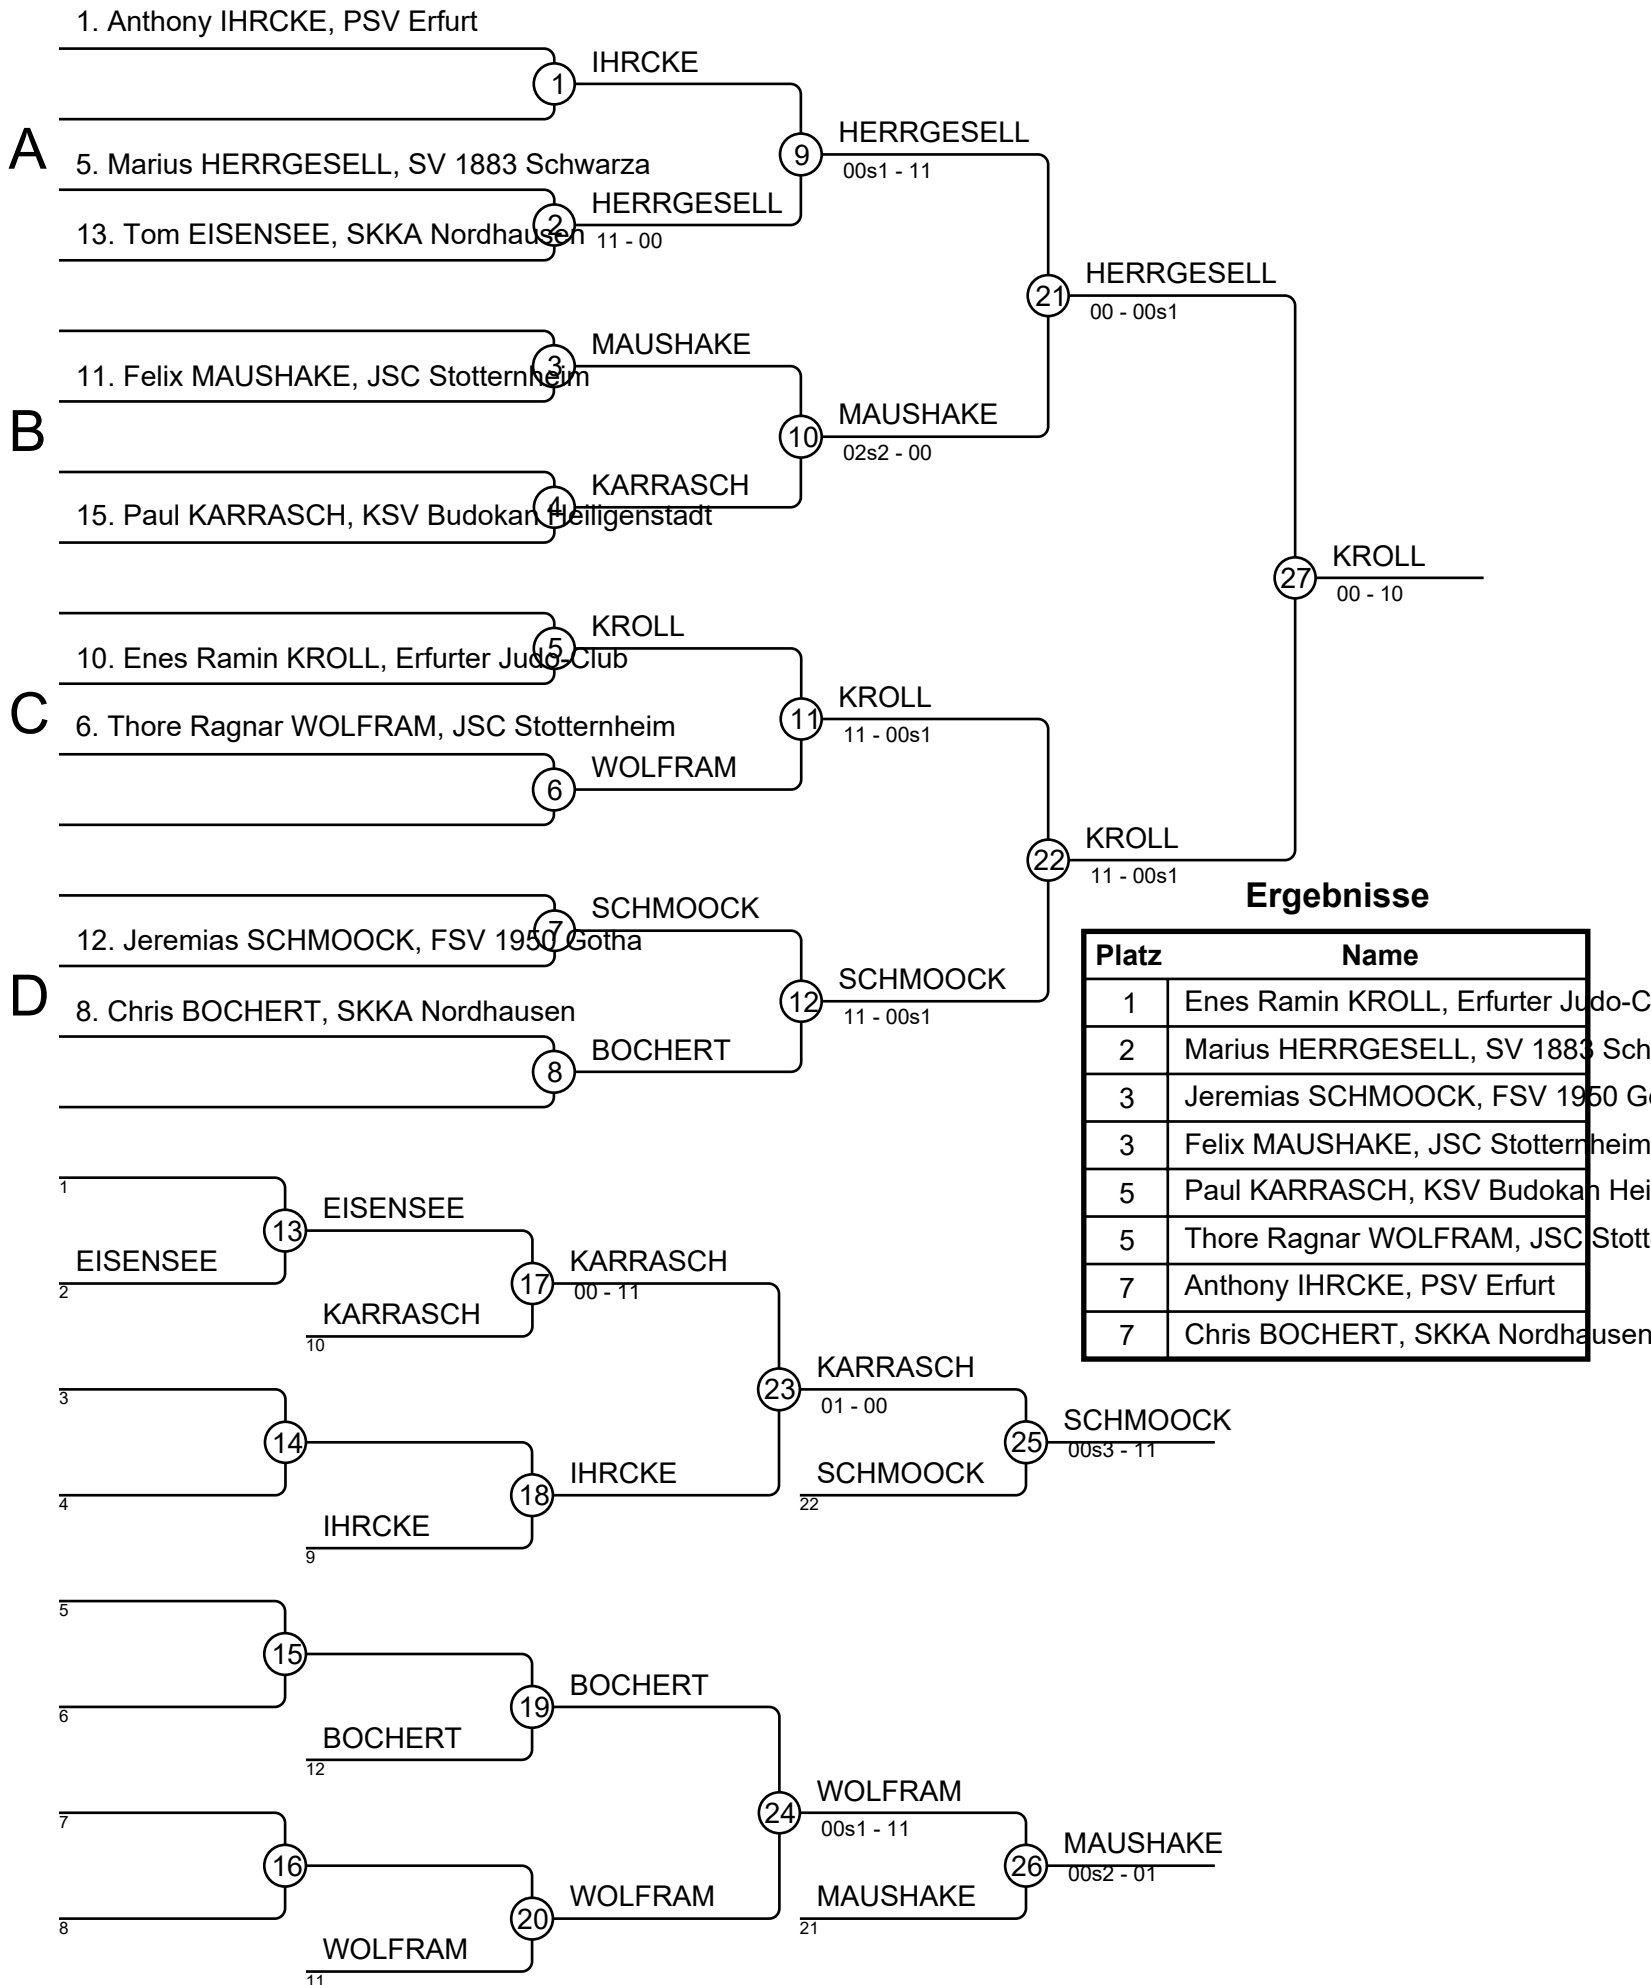 1. Anthony IHRCKE, PSV Erfurt
IHRCKE
1
A
HERRGESELL
9
00s1 - 11
5. Marius HERRGESELL, SV 1883 Schwarza
HERRGESELL
2
13. Tom EISENSEE, SKKA Nordhausen
11 - 00
HERRGESELL
21
00 - 00s1
MAUSHAKE
3
11. Felix MAUSHAKE, JSC Stotternheim
B
MAUSHAKE
10
02s2 - 00
KARRASCH
4
15. Paul KARRASCH, KSV Budokan Heiligenstadt
KROLL
27
00 - 10
KROLL
5
10. Enes Ramin KROLL, Erfurter Judo-Club
C
KROLL
11
11 - 00s1
6. Thore Ragnar WOLFRAM, JSC Stotternheim
WOLFRAM
6
KROLL
22
11 - 00s1
SCHMOOCK
7
12. Jeremias SCHMOOCK, FSV 1950 Gotha
D
SCHMOOCK
12
11 - 00s1
8. Chris BOCHERT, SKKA Nordhausen
BOCHERT
8
Ergebnisse
Platz Name
1 Enes Ramin KROLL, Erfurter Judo-C
2 Marius HERRGESELL, SV 1883 Sch
3 Jeremias SCHMOOCK, FSV 1950 Go
3 Felix MAUSHAKE, JSC Stotternheim
5 Paul KARRASCH, KSV Budokan Hei
5 Thore Ragnar WOLFRAM, JSC Stott
7 Anthony IHRCKE, PSV Erfurt
7 Chris BOCHERT, SKKA Nordhausen
1
EISENSEE
13
EISENSEE
2
KARRASCH
17
00 - 11
KARRASCH
10
KARRASCH
23
01 - 00
3
14
4
IHRCKE
18
IHRCKE
9
SCHMOOCK
25
00s3 - 11
SCHMOOCK
22
5
15
6
BOCHERT
19
BOCHERT
12
WOLFRAM
24
00s1 - 11
7
16
8
WOLFRAM
20
WOLFRAM
11
MAUSHAKE
26
00s2 - 01
MAUSHAKE
21